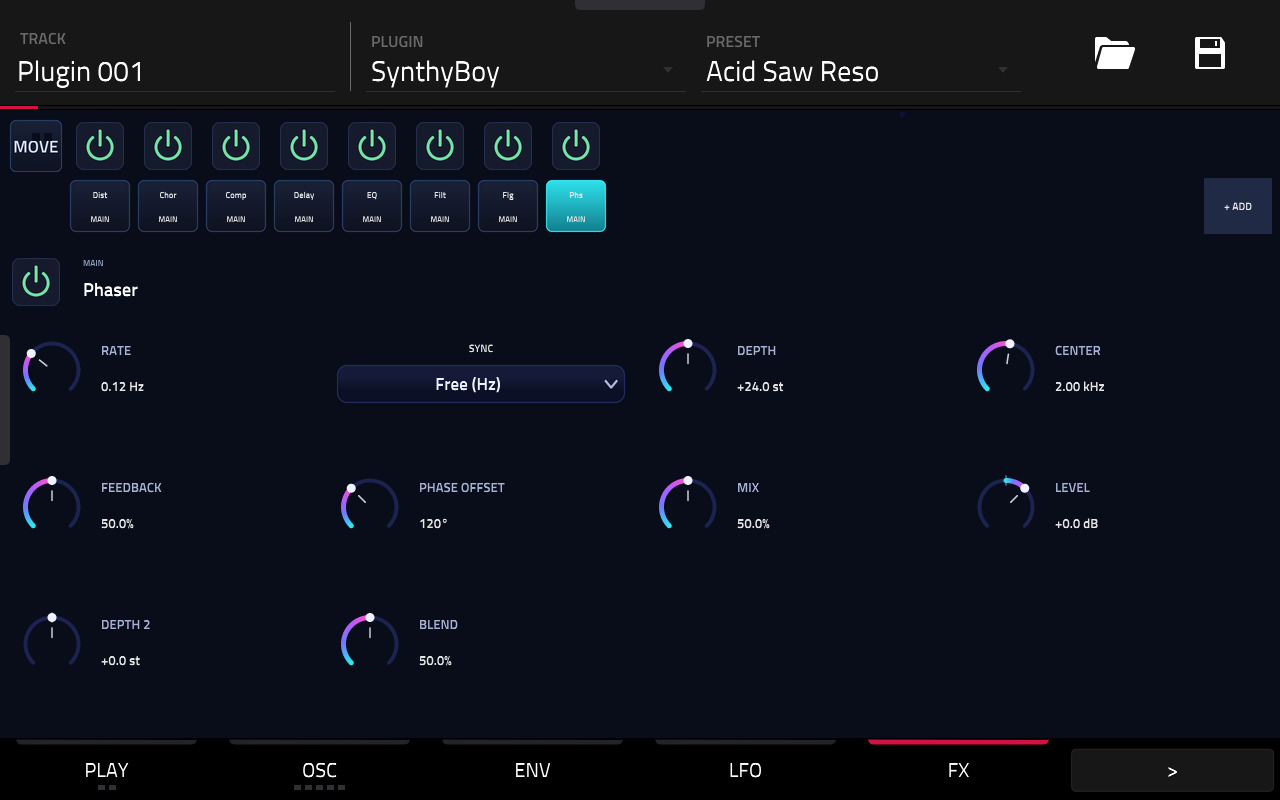 TRACK
Plugin 001
PLUGIN
SynthyBoy
PRESET
Acid Saw Reso
MOVE
Dist
MAIN
Chor
MAIN
Comp
MAIN
Delay
MAIN
EQ
MAIN
Filt
MAIN
Flg
MAIN
Phs
MAIN
+ ADD
MAIN
Phaser
RATE
0.12 Hz
SYNC
Free (Hz)
DEPTH
+24.0 st
CENTER
2.00 kHz
FEEDBACK
50.0%
PHASE OFFSET
120°
MIX
50.0%
LEVEL
+0.0 dB
DEPTH 2
+0.0 st
BLEND
50.0%
PLAY
OSC
ENV
LFO
FX
>